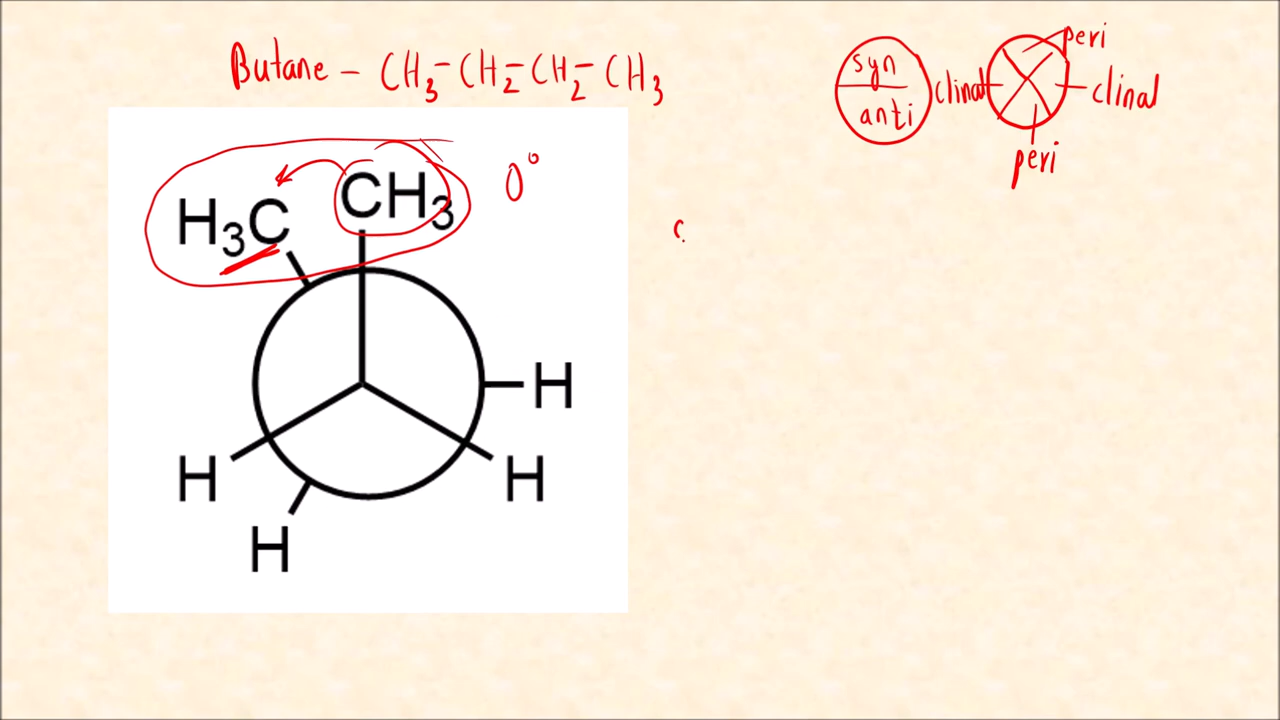 Butane – CH₃–CH₂–CH₂–CH₃
syn
anti
peri
clinal
clinal
peri
0°
H₃C
CH₃
H
H
H
H